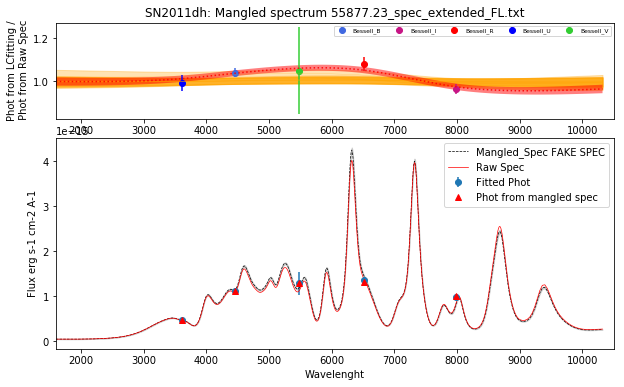 SN2011dh: Mangled spectrum 55877.23_spec_extended_FL.txt
Phot from LCfitting /
Phot from Raw Spec
1.2
1.0
Bessell_B Bessell_I Bessell_R Bessell_U Bessell_V
2000 3000 4000 5000 6000 7000 8000 9000 10000
Flux erg s-1 cm-2 A-1
4
3
2
1
0
Mangled_Spec FAKE SPEC
Raw Spec
Fitted Phot
Phot from mangled spec
2000 3000 4000 5000 6000 7000 8000 9000 10000
Wavelenght